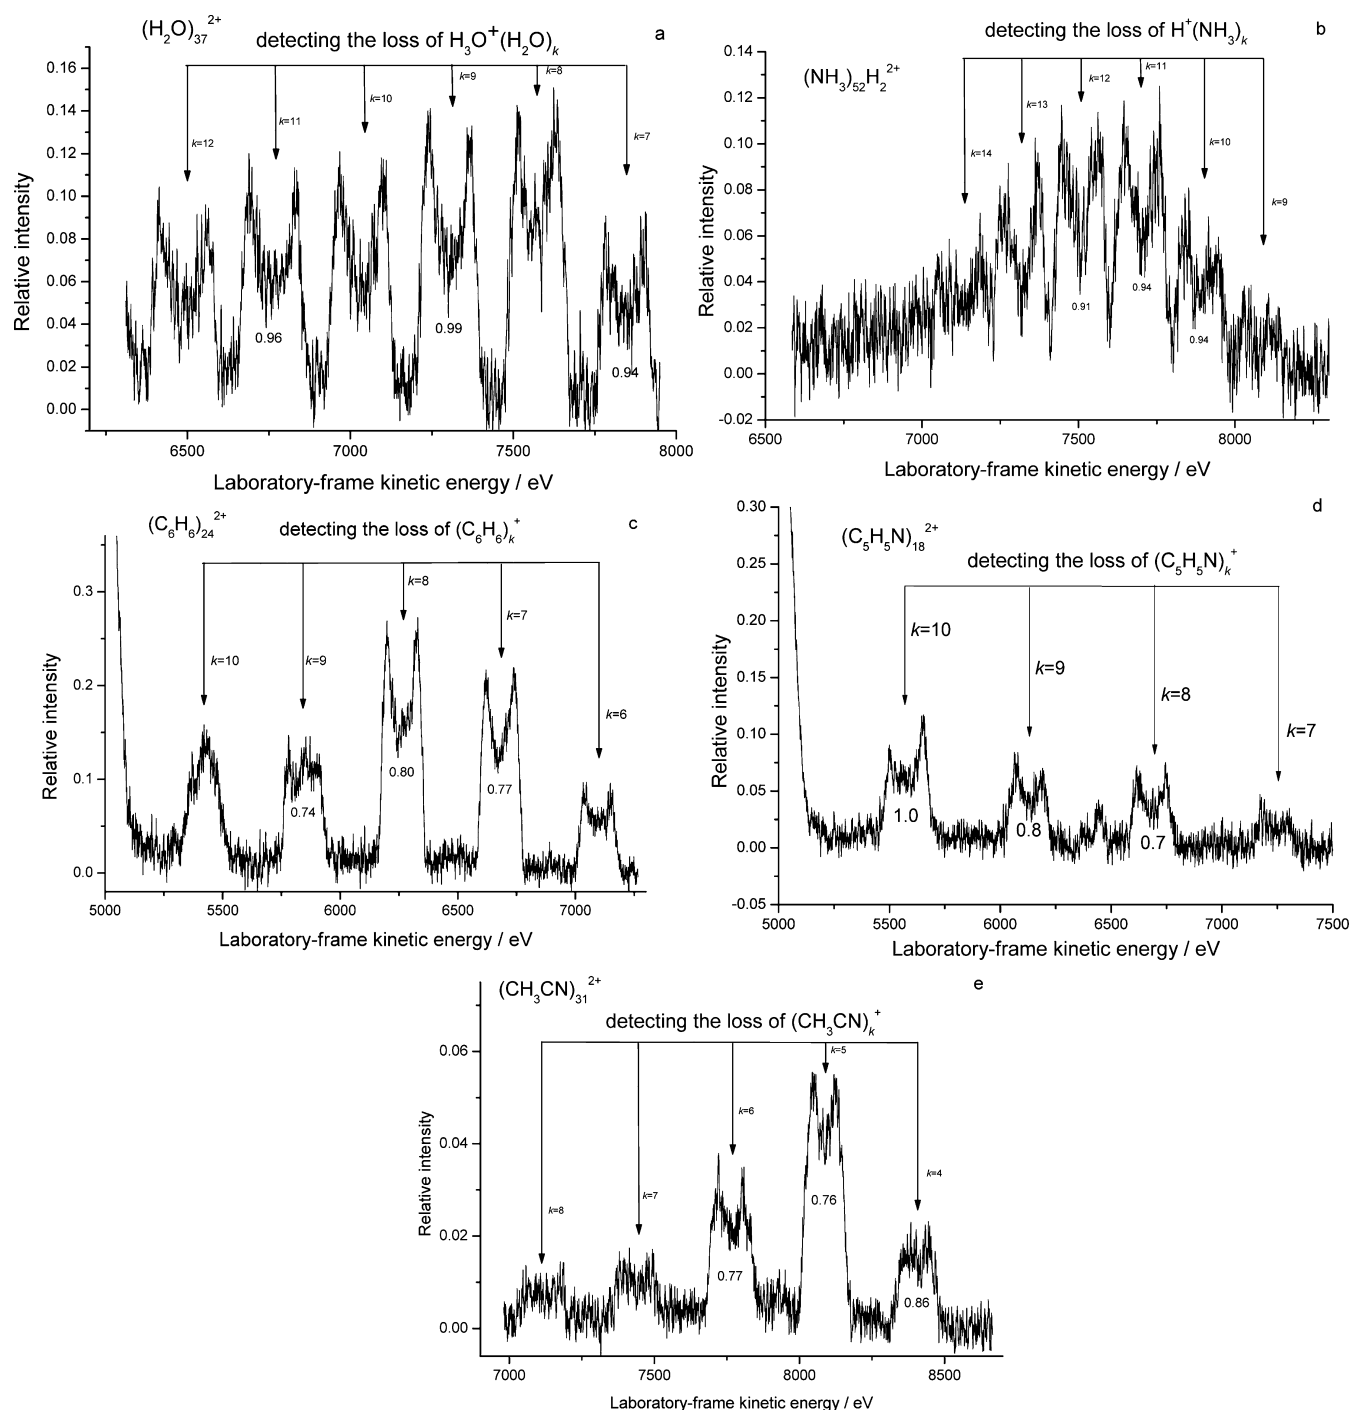 (H₂O)₃₇²⁺ detecting the loss of H₃O⁺(H₂O)ₖ a
k=12 k=11 k=10 k=9 k=8 k=7
0.16
0.14
0.12
0.10
0.08
0.06
0.04
0.02
0.00
Relative intensity
0.96 0.99 0.94
6500 7000 7500 8000
Laboratory-frame kinetic energy / eV
detecting the loss of H⁺(NH₃)ₖ b
(NH₃)₅₂H₂²⁺
k=14 k=13 k=12 k=11 k=10 k=9
0.14
0.12
0.10
0.08
0.06
0.04
0.02
0.00
-0.02
Relative intensity
0.91 0.94 0.94
6500 7000 7500 8000
Laboratory-frame kinetic energy / eV
(C₆H₆)₂₄²⁺ detecting the loss of (C₆H₆)ₖ⁺ c
k=10 k=9 k=8 k=7 k=6
0.3
0.2
0.1
0.0
Relative intensity
0.74 0.80 0.77
5000 5500 6000 6500 7000
Laboratory-frame kinetic energy / eV
d
(C₅H₅N)₁₈²⁺
detecting the loss of (C₅H₅N)ₖ⁺
k=10 k=9 k=8 k=7
0.30
0.25
0.20
0.15
0.10
0.05
0.00
-0.05
Relative intensity
1.0 0.8 0.7
5000 5500 6000 6500 7000 7500
Laboratory-frame kinetic energy / eV
(CH₃CN)₃₁²⁺ e
detecting the loss of (CH₃CN)ₖ⁺
k=8 k=7 k=6 k=5 k=4
0.06
0.04
0.02
0.00
Relative intensity
0.77 0.76 0.86
7000 7500 8000 8500
Laboratory-frame kinetic energy / eV